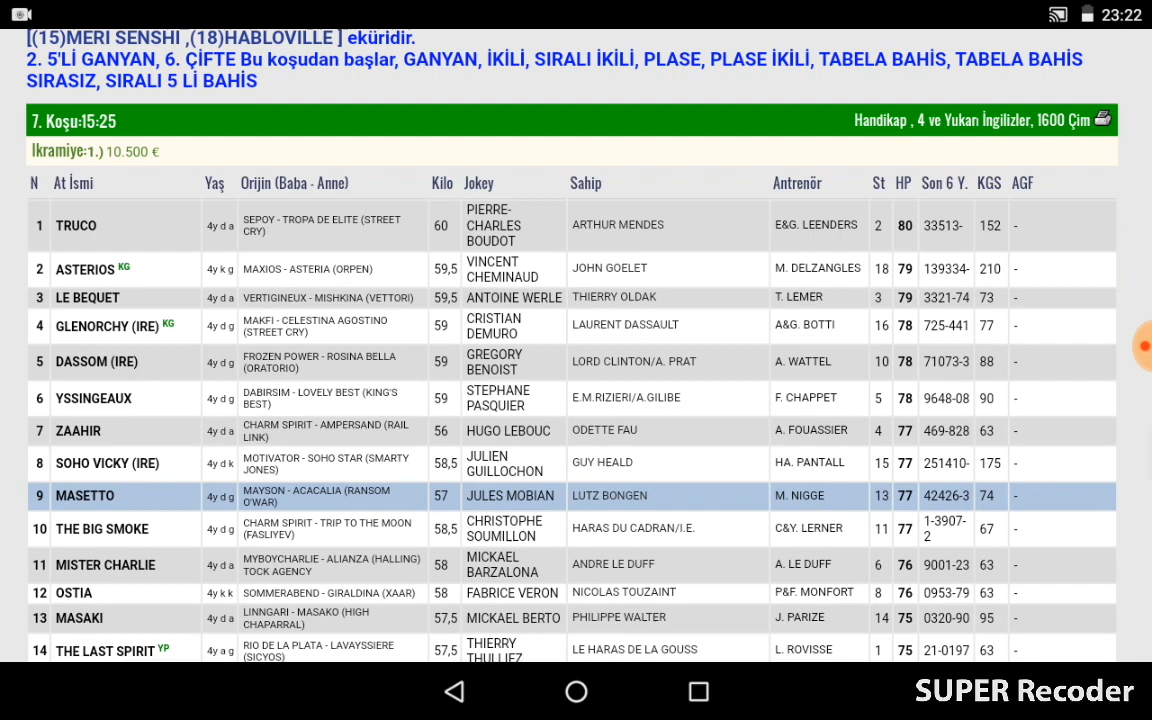 23:22
[(15)MERI SENSHI ,(18)HABLOVILLE ] eküridir.
2. 5'Lİ GANYAN, 6. ÇİFTE Bu koşudan başlar, GANYAN, İKİLİ, SIRALI İKİLİ, PLASE, PLASE İKİLİ, TABELA BAHİS, TABELA BAHİS
SIRASIZ, SIRALI 5 Lİ BAHİS
7. Koşu:15:25 Handikap , 4 ve Yukarı İngilizler, 1600 Çim
Ikramiye:1.) 10.500 €
N At İsmi Yaş Orijin (Baba - Anne) Kilo Jokey Sahip Antrenör St HP Son 6 Y. KGS AGF
1 TRUCO 4y d a SEPOY - TROPA DE ELITE (STREET CRY) 60 PIERRE-CHARLES BOUDOT ARTHUR MENDES E&G. LEENDERS 2 80 33513- 152 -
2 ASTERIOS KG 4y k g MAXIOS - ASTERIA (ORPEN) 59,5 VINCENT CHEMINAUD JOHN GOELET M. DELZANGLES 18 79 139334- 210 -
3 LE BEQUET 4y d a VERTIGINEUX - MISHKINA (VETTORI) 59,5 ANTOINE WERLE THIERRY OLDAK T. LEMER 3 79 3321-74 73 -
4 GLENORCHY (IRE) KG 4y d g MAKFI - CELESTINA AGOSTINO (STREET CRY) 59 CRISTIAN DEMURO LAURENT DASSAULT A&G. BOTTI 16 78 725-441 77 -
5 DASSOM (IRE) 4y d g FROZEN POWER - ROSINA BELLA (ORATORIO) 59 GREGORY BENOIST LORD CLINTON/A. PRAT A. WATTEL 10 78 71073-3 88 -
6 YSSINGEAUX 4y d g DABIRSIM - LOVELY BEST (KING'S BEST) 59 STEPHANE PASQUIER E.M.RIZIERI/A.GILIBE F. CHAPPET 5 78 9648-08 90 -
7 ZAAHIR 4y d a CHARM SPIRIT - AMPERSAND (RAIL LINK) 56 HUGO LEBOUC ODETTE FAU A. FOUASSIER 4 77 469-828 63 -
8 SOHO VICKY (IRE) 4y d k MOTIVATOR - SOHO STAR (SMARTY JONES) 58,5 JULIEN GUILLOCHON GUY HEALD HA. PANTALL 15 77 251410- 175 -
9 MASETTO 4y d g MAYSON - ACACALIA (RANSOM O'WAR) 57 JULES MOBIAN LUTZ BONGEN M. NIGGE 13 77 42426-3 74 -
10 THE BIG SMOKE 4y d g CHARM SPIRIT - TRIP TO THE MOON (FASLIYEV) 58,5 CHRISTOPHE SOUMILLON HARAS DU CADRAN/I.E. C&Y. LERNER 11 77 1-3907-2 67 -
11 MISTER CHARLIE 4y d a MYBOYCHARLIE - ALIANZA (HALLING) TOCK AGENCY 58 MICKAEL BARZALONA ANDRE LE DUFF A. LE DUFF 6 76 9001-23 63 -
12 OSTIA 4y k k SOMMERABEND - GIRALDINA (XAAR) 58 FABRICE VERON NICOLAS TOUZAINT P&F. MONFORT 8 76 0953-79 63 -
13 MASAKI 4y d a LINNGARI - MASAKO (HIGH CHAPARRAL) 57,5 MICKAEL BERTO PHILIPPE WALTER J. PARIZE 14 75 0320-90 95 -
14 THE LAST SPIRIT YP 4y a g RIO DE LA PLATA - LAVAYSSIERE (SICYOS) 57,5 THIERRY THULLIEZ LE HARAS DE LA GOUSS L. ROVISSE 1 75 21-0197 63 -
SUPER Recoder